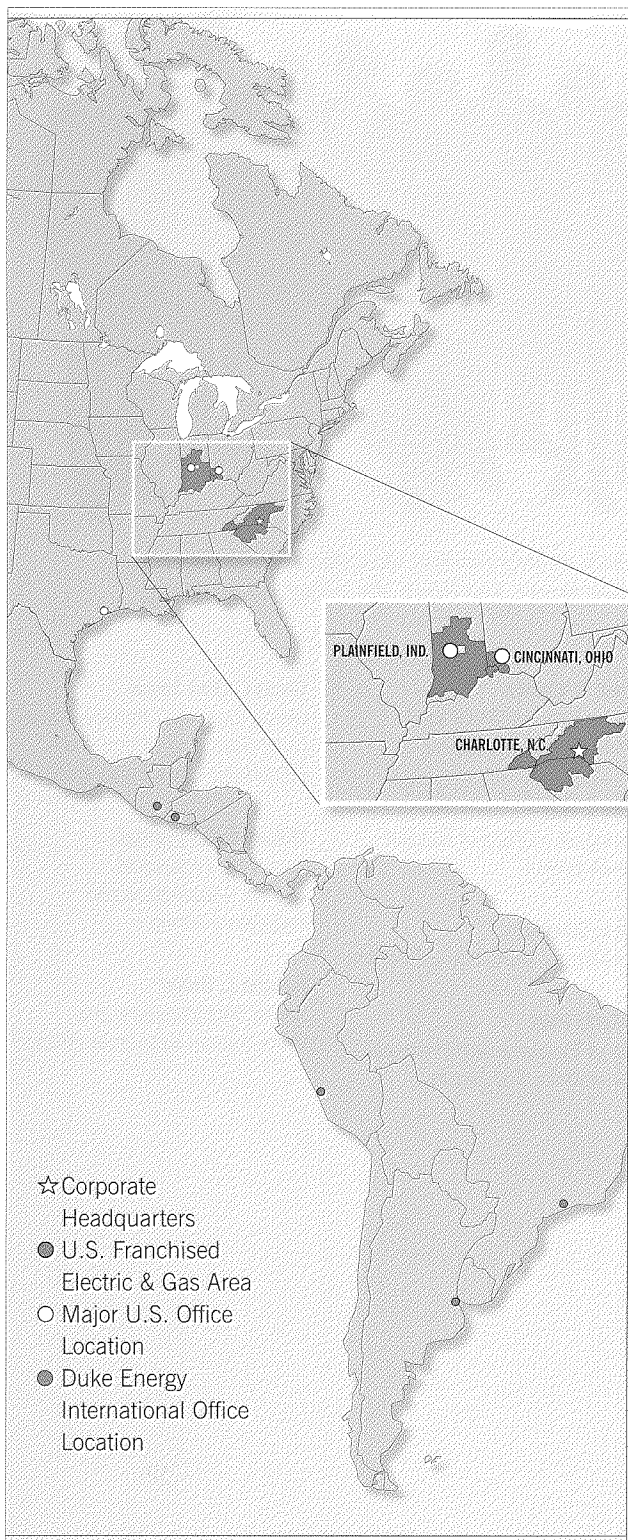 PLAINFIELD, IND.
CINCINNATI, OHIO
CHARLOTTE, N.C.
Corporate
Headquarters
U.S. Franchised
Electric & Gas Area
Major U.S. Office
Location
Duke Energy
International Office
Location